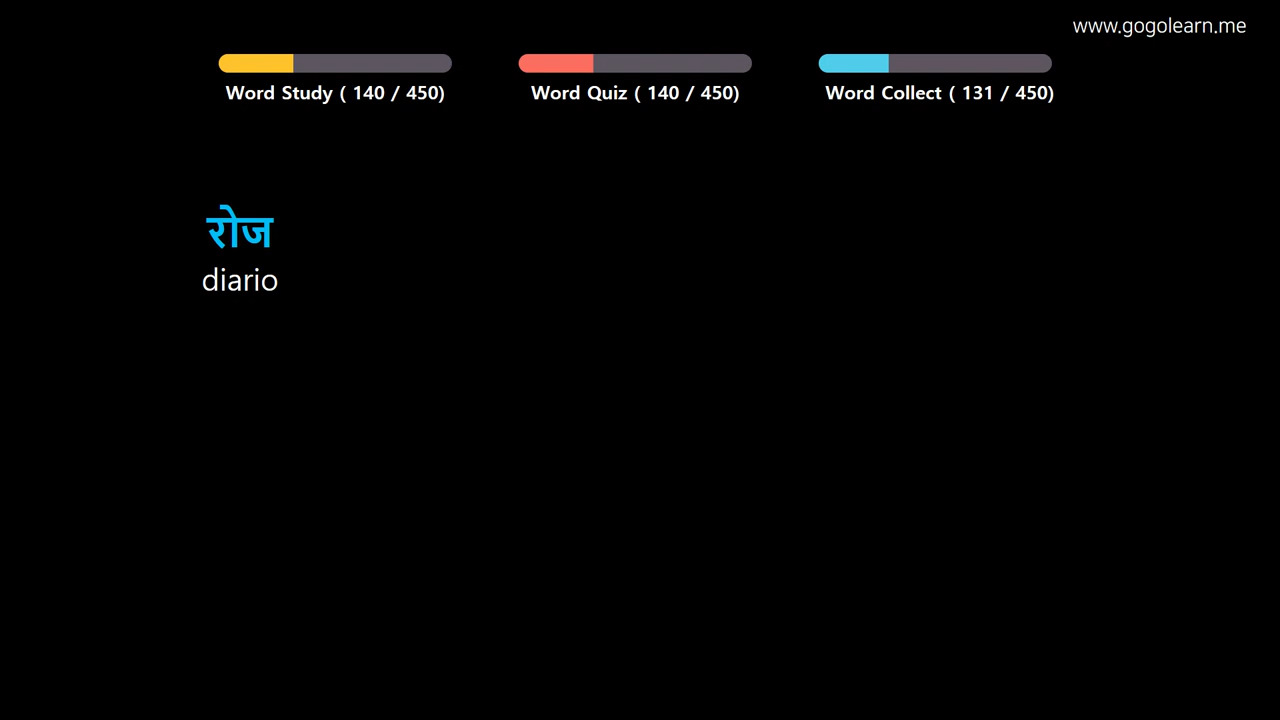 www.gogolearn.me
Word Study ( 140 / 450)
Word Quiz ( 140 / 450)
Word Collect ( 131 / 450)
रोज
diario